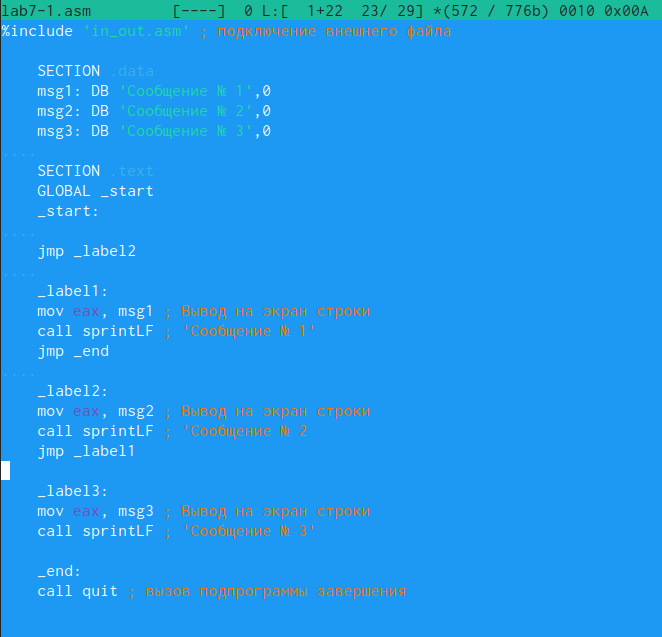 lab7-1.asm [----] 0 L:[ 1+22 23/ 29] *(572 / 776b) 0010 0x00A
%include 'in_out.asm' ; подключение внешнего файла
SECTION .data
msg1: DB 'Сообщение № 1',0
msg2: DB 'Сообщение № 2',0
msg3: DB 'Сообщение № 3',0
....
SECTION .text
GLOBAL _start
_start:
....
jmp _label2
....
_label1:
mov eax, msg1 ; Вывод на экран строки
call sprintLF ; 'Сообщение № 1'
jmp _end
....
_label2:
mov eax, msg2 ; Вывод на экран строки
call sprintLF ; 'Сообщение № 2
jmp _label1
_label3:
mov eax, msg3 ; Вывод на экран строки
call sprintLF ; 'Сообщение № 3'
_end:
call quit ; вызов подпрограммы завершения